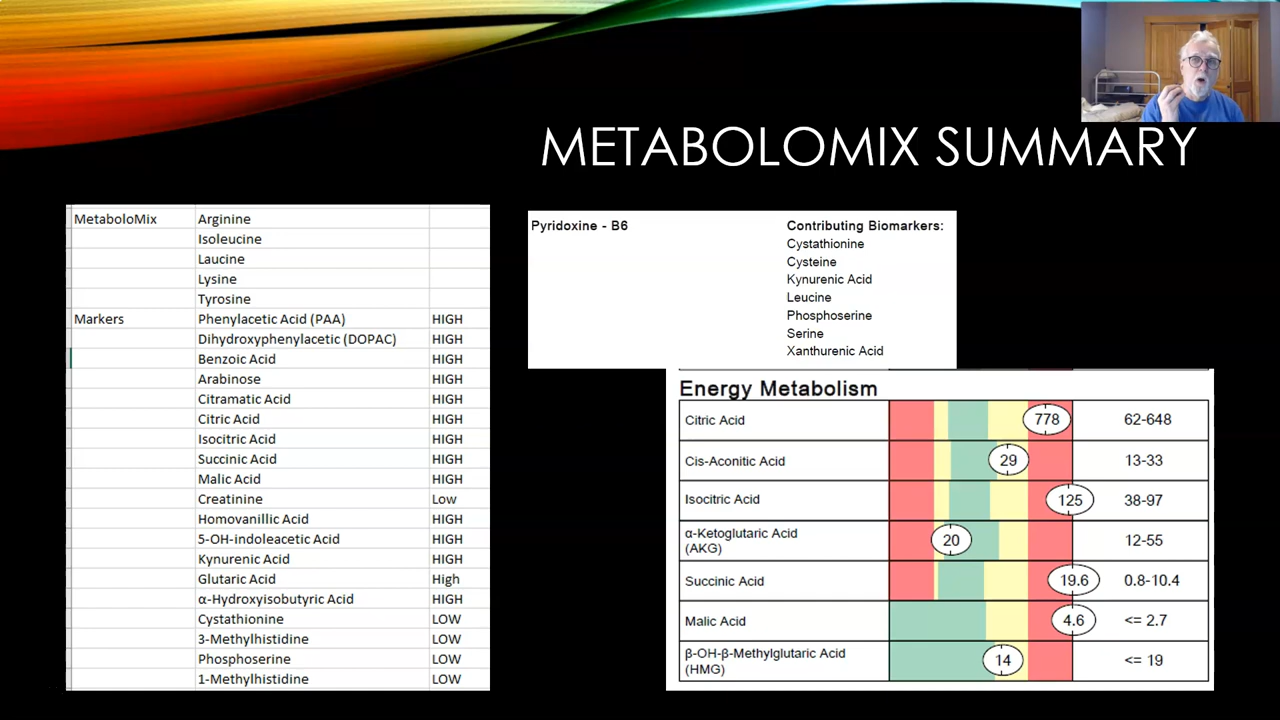 METABOLOMIX SUMMARY
MetaboloMix Arginine
Isoleucine
Laucine
Lysine
Tyrosine
Markers Phenylacetic Acid (PAA) HIGH
Dihydroxyphenylacetic (DOPAC) HIGH
Benzoic Acid HIGH
Arabinose HIGH
Citramatic Acid HIGH
Citric Acid HIGH
Isocitric Acid HIGH
Succinic Acid HIGH
Malic Acid HIGH
Creatinine Low
Homovanillic Acid HIGH
5-OH-indoleacetic Acid HIGH
Kynurenic Acid HIGH
Glutaric Acid High
α-Hydroxyisobutyric Acid HIGH
Cystathionine LOW
3-Methylhistidine LOW
Phosphoserine LOW
1-Methylhistidine LOW
Pyridoxine - B6 Contributing Biomarkers:
Cystathionine
Cysteine
Kynurenic Acid
Leucine
Phosphoserine
Serine
Xanthurenic Acid
Energy Metabolism
Citric Acid 778 62-648
Cis-Aconitic Acid 29 13-33
Isocitric Acid 125 38-97
α-Ketoglutaric Acid
(AKG) 20 12-55
Succinic Acid 19.6 0.8-10.4
Malic Acid 4.6 <= 2.7
β-OH-β-Methylglutaric Acid
(HMG) 14 <= 19